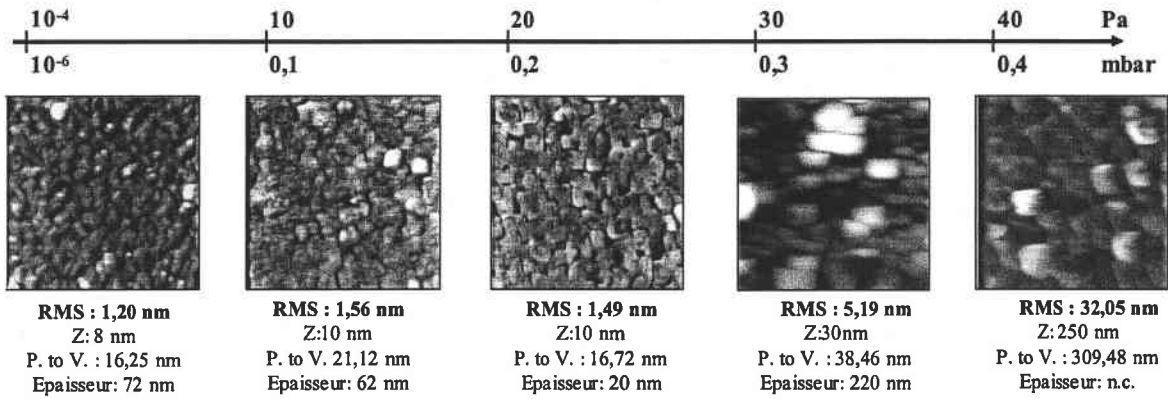 10-4 10 20 30 40 Pa
10-6 0,1 0,2 0,3 0,4 mbar
RMS : 1,20 nm
Z: 8 nm
P. to V. : 16,25 nm
Epaisseur: 72 nm
RMS : 1,56 nm
Z:10 nm
P. to V. 21,12 nm
Epaisseur: 62 nm
RMS : 1,49 nm
Z:10 nm
P. to V. : 16,72 nm
Epaisseur: 20 nm
RMS : 5,19 nm
Z:30nm
P. to V. : 38,46 nm
Epaisseur: 220 nm
RMS : 32,05 nm
Z: 250 nm
P. to V. : 309,48 nm
Epaisseur: n.c.